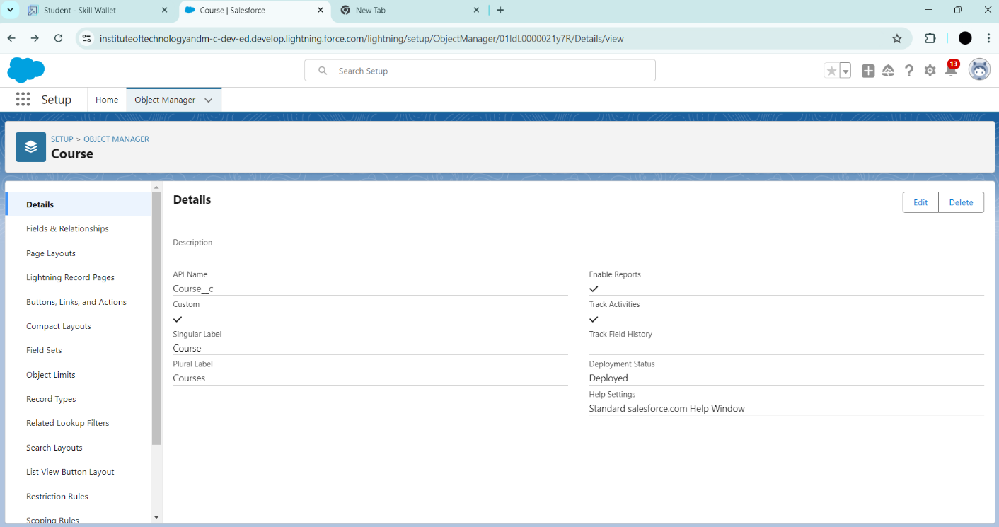 Student - Skill Wallet
Course | Salesforce
New Tab
instituteoftechnologyandm-c-dev-ed.develop.lightning.force.com/lightning/setup/ObjectManager/01IdL0000021y7R/Details/view
Search Setup
13
Setup
Home
Object Manager
SETUP > OBJECT MANAGER
Course
Details
Fields & Relationships
Page Layouts
Lightning Record Pages
Buttons, Links, and Actions
Compact Layouts
Field Sets
Object Limits
Record Types
Related Lookup Filters
Search Layouts
List View Button Layout
Restriction Rules
Scoping Rules
Details
Edit
Delete
Description
API Name
Course__c
Custom
Singular Label
Course
Plural Label
Courses
Enable Reports
Track Activities
Track Field History
Deployment Status
Deployed
Help Settings
Standard salesforce.com Help Window